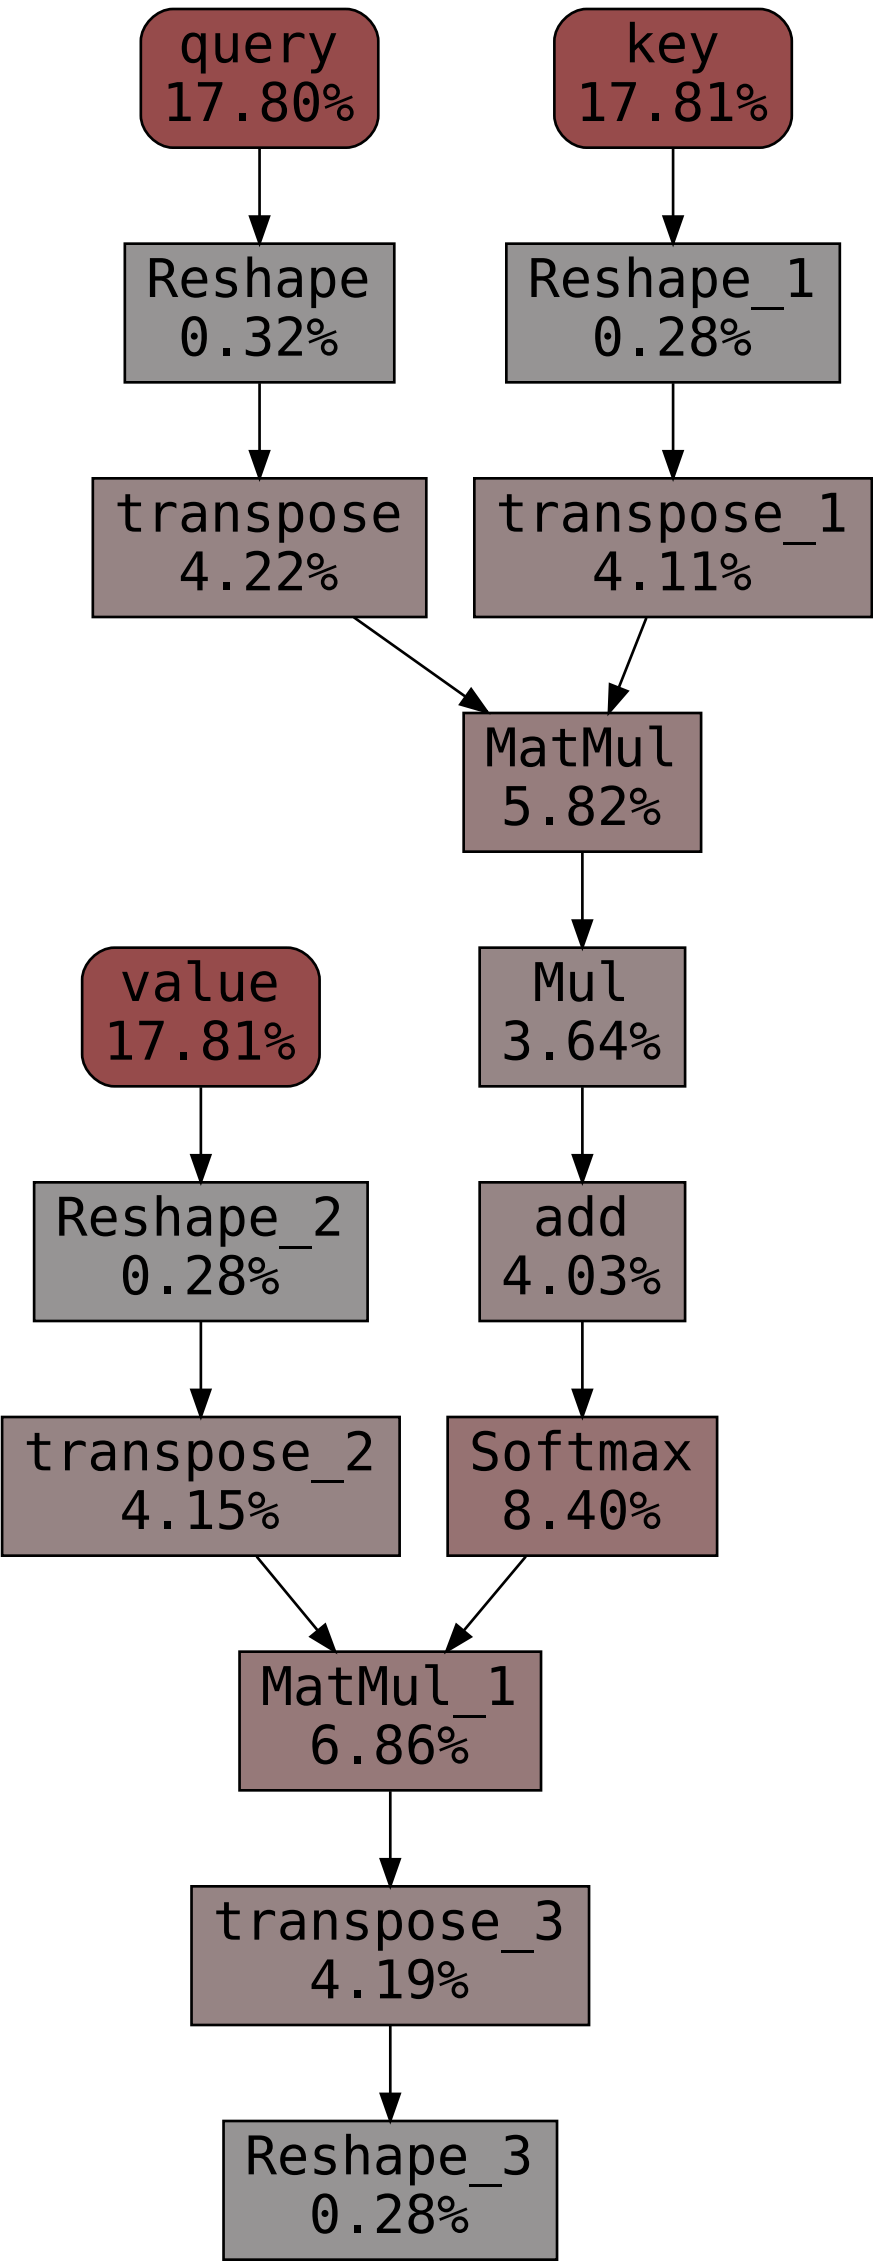 query
17.80%
key
17.81%
Reshape
0.32%
Reshape_1
0.28%
transpose
4.22%
transpose_1
4.11%
MatMul
5.82%
value
17.81%
Mul
3.64%
Reshape_2
0.28%
add
4.03%
transpose_2
4.15%
Softmax
8.40%
MatMul_1
6.86%
transpose_3
4.19%
Reshape_3
0.28%